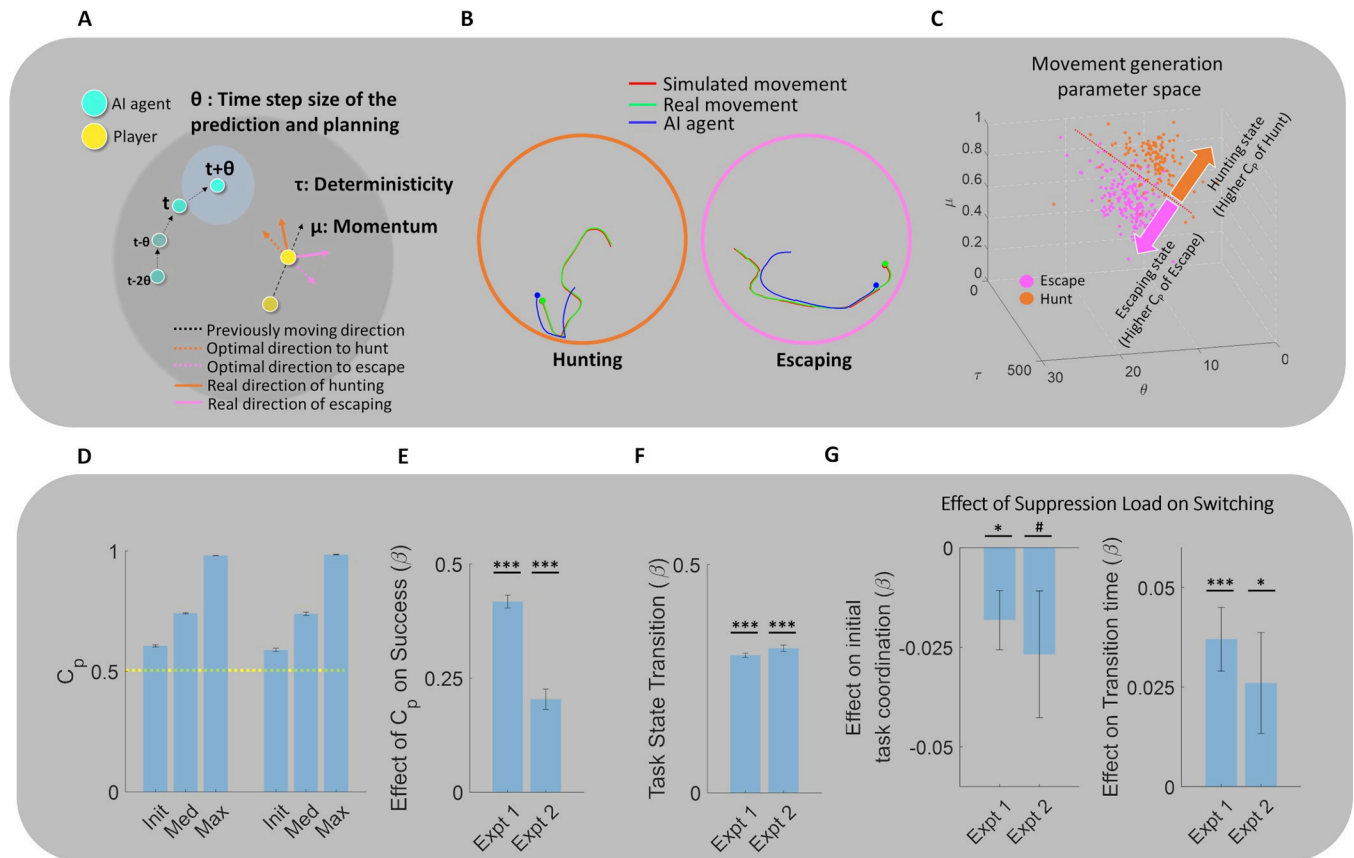 A
AI agent
Player
θ : Time step size of the
prediction and planning
t+θ
t
t-θ
t-2θ
τ: Deterministicity
μ: Momentum
Previously moving direction
Optimal direction to hunt
Optimal direction to escape
Real direction of hunting
Real direction of escaping
B
Simulated movement
Real movement
AI agent
Hunting
Escaping
C
Movement generation
parameter space
1
0.8
0.6
0.4
0.2
0
μ
Hunting state
(Higher Cp of Hunt)
Escaping state
(Higher Cp of Escape)
Escape
Hunt
τ
500
30
20
θ
10
0
D
Cp
1
0.5
0
Init
Med
Max
Init
Med
Max
E
Effect of Cp on Success (β)
0.5
0.25
0
***
***
Expt 1
Expt 2
F
Task State Transition (β)
0.5
0
***
***
Expt 1
Expt 2
G
Effect of Suppression Load on Switching
Effect on initial
task coordination (β)
0
-0.025
-0.05
*
#
Expt 1
Expt 2
Effect on Transition time (β)
0.05
0.025
0
***
*
Expt 1
Expt 2